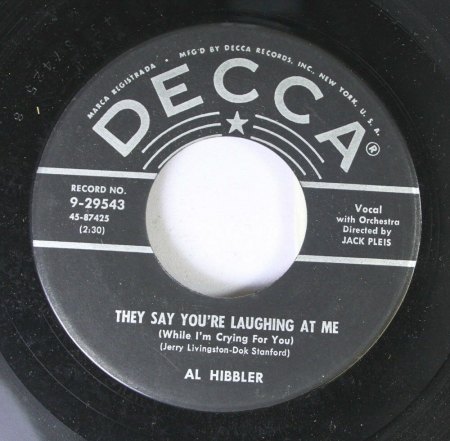 MARCA REGISTRADA • MFG'D BY DECCA RECORDS, INC., NEW YORK, U.S.A.
DECCA®
RECORD NO.
9-29543
45-87425
(2:30)
Vocal
with Orchestra
Directed by
JACK PLEIS
THEY SAY YOU'RE LAUGHING AT ME
(While I'm Crying For You)
(Jerry Livingston-Dok Stanford)
AL HIBBLER